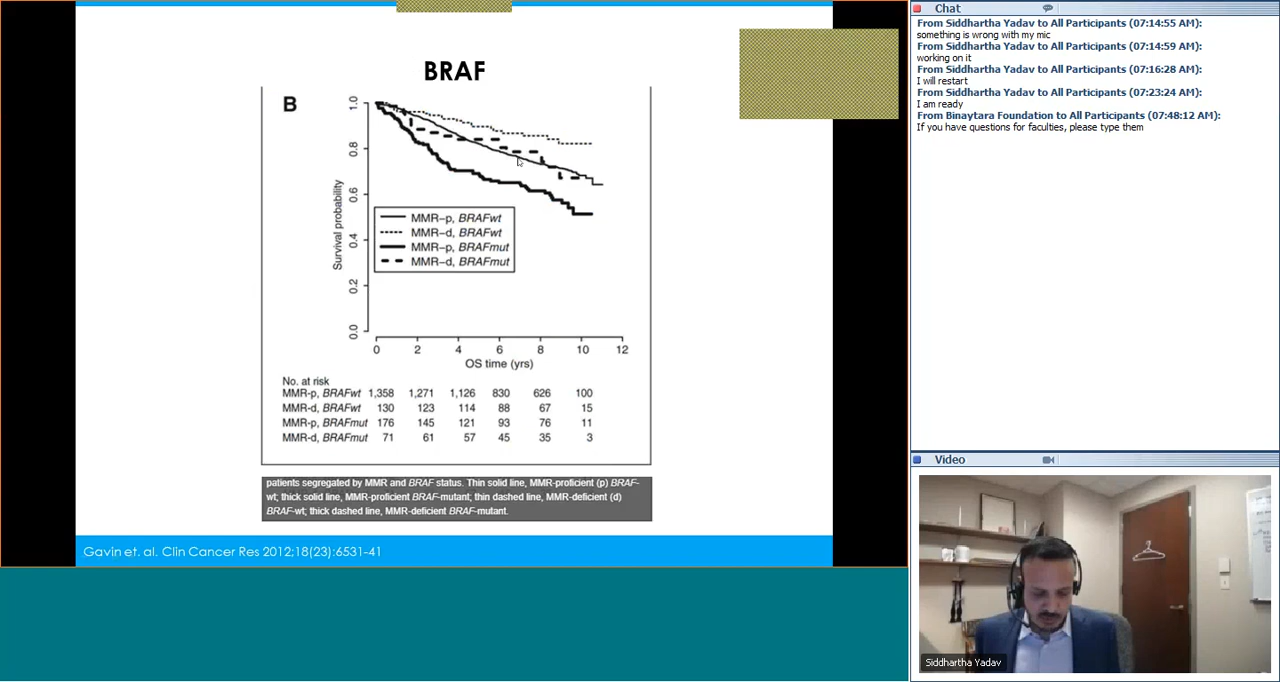 BRAF
B
1.0
0.8
0.6
0.4
0.2
0.0
Survival probability
MMR–p, BRAFwt
MMR–d, BRAFwt
MMR–p, BRAFmut
MMR–d, BRAFmut
0 2 4 6 8 10 12
OS time (yrs)
No. at risk
MMR–p, BRAFwt 1,358 1,271 1,126 830 626 100
MMR–d, BRAFwt 130 123 114 88 67 15
MMR–p, BRAFmut 176 145 121 93 76 11
MMR–d, BRAFmut 71 61 57 45 35 3
patients segregated by MMR and BRAF status. Thin solid line, MMR-proficient (p) BRAF-
wt; thick solid line, MMR-proficient BRAF-mutant; thin dashed line, MMR-deficient (d)
BRAF-wt; thick dashed line, MMR-deficient BRAF-mutant.
Gavin et. al. Clin Cancer Res 2012;18(23):6531-41
Chat
From Siddhartha Yadav to All Participants (07:14:55 AM):
something is wrong with my mic
From Siddhartha Yadav to All Participants (07:14:59 AM):
working on it
From Siddhartha Yadav to All Participants (07:16:28 AM):
I will restart
From Siddhartha Yadav to All Participants (07:23:24 AM):
I am ready
From Binaytara Foundation to All Participants (07:48:12 AM):
If you have questions for faculties, please type them
Video
Siddhartha Yadav